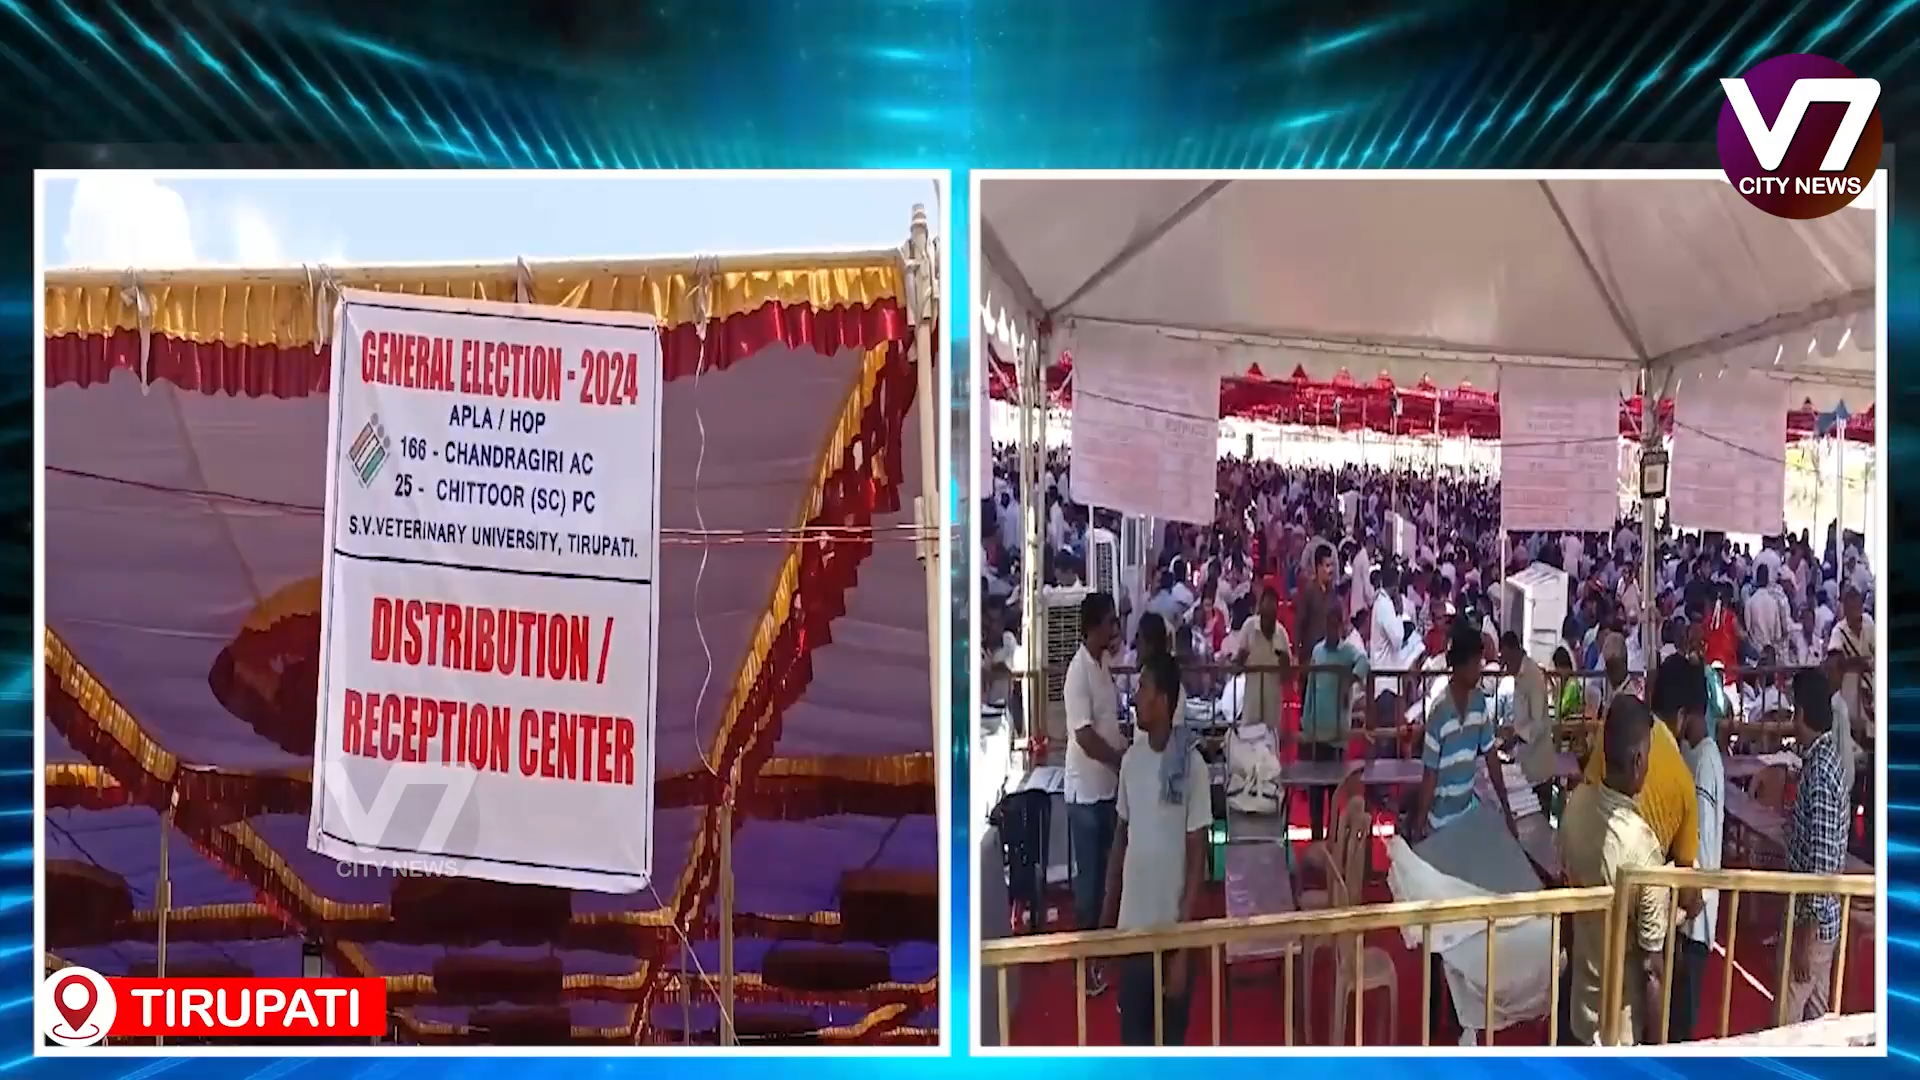 V7
CITY NEWS
GENERAL ELECTION - 2024
APLA / HOP
166 - CHANDRAGIRI AC
25 - CHITTOOR (SC) PC
S.V.VETERINARY UNIVERSITY, TIRUPATI.
DISTRIBUTION /
RECEPTION CENTER
V7
CITY NEWS
TIRUPATI